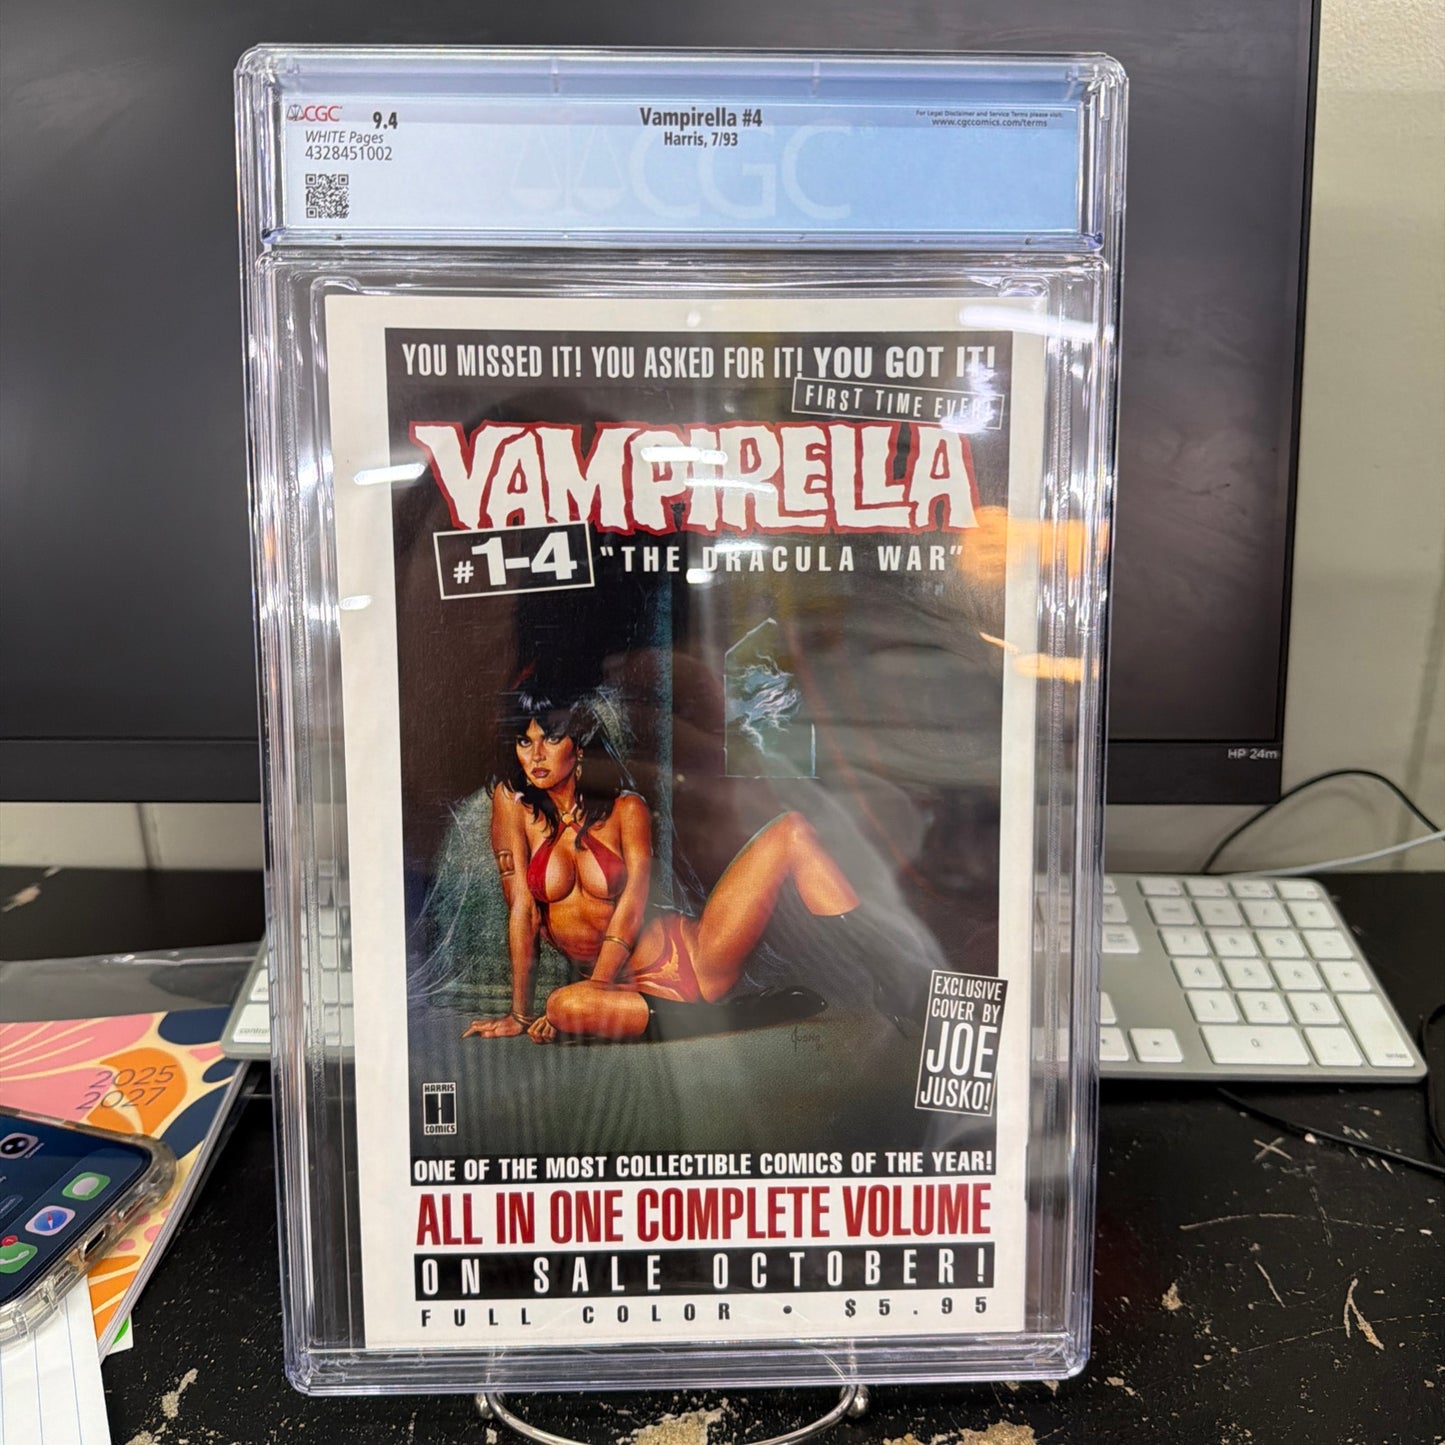 CGC
9.4
WHITE Pages
4328451002
Vampirella #4
Harris, 7/93
For Legal Disclaimer and Service Terms please visit:
www.cgccomics.com/terms
CGC
YOU MISSED IT! YOU ASKED FOR IT! YOU GOT IT!
FIRST TIME EVER!
VAMPIRELLA
#1-4 "THE DRACULA WAR"
JUSKO
EXCLUSIVE
COVER BY
JOE
JUSKO!
HARRIS
H
COMICS
ONE OF THE MOST COLLECTIBLE COMICS OF THE YEAR!
ALL IN ONE COMPLETE VOLUME
ON SALE OCTOBER!
FULL COLOR • $5.95
HP 24m
2025
2027
control